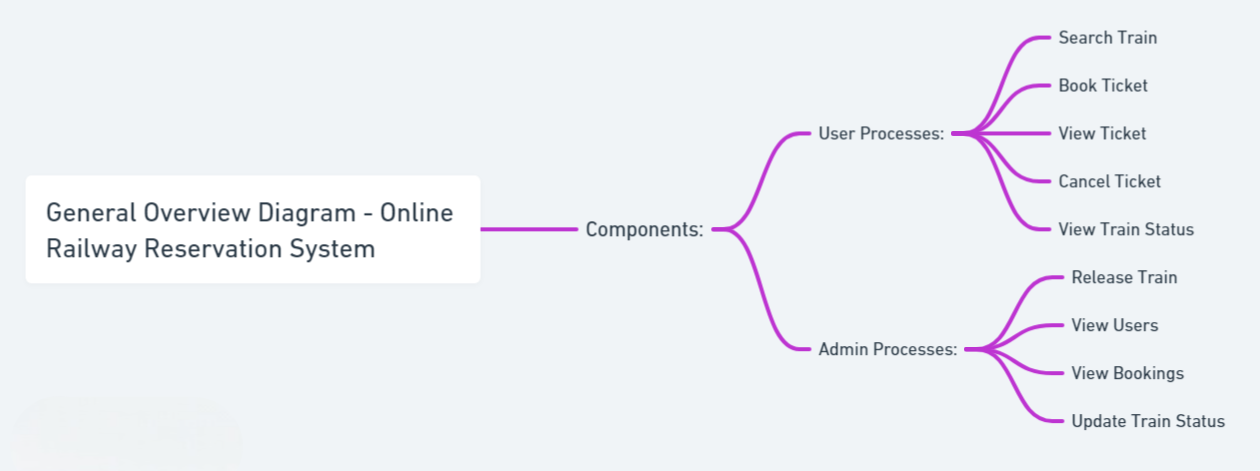 General Overview Diagram - Online
Railway Reservation System
Components:
User Processes:
Search Train
Book Ticket
View Ticket
Cancel Ticket
View Train Status
Admin Processes:
Release Train
View Users
View Bookings
Update Train Status